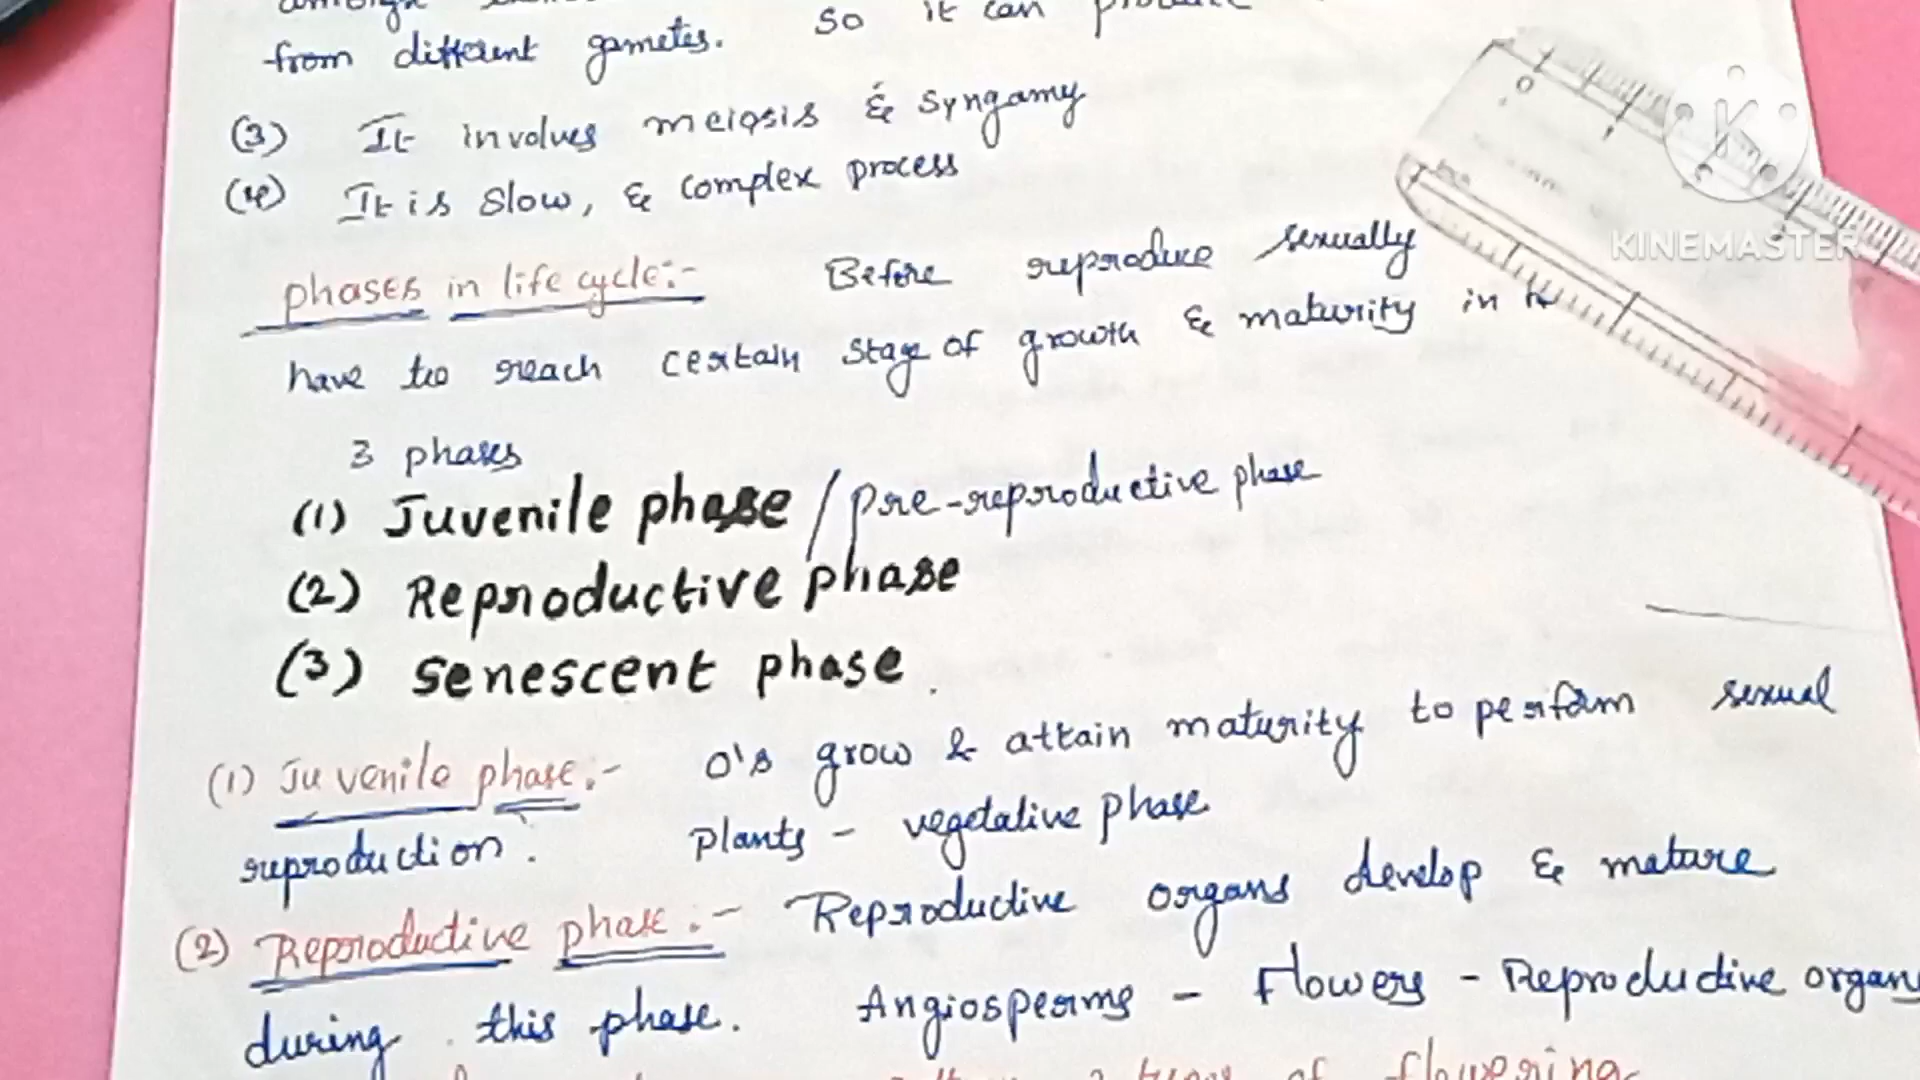 So it can
from different gametes.
(3) It involves meiosis & syngamy
(4) It is slow, & complex process
phases in life cycle:- Before reproduce sexually
have to reach certain stage of growth & maturity in
3 phases
(1) Juvenile phase / pre-reproductive phase
(2) Reproductive phase
(3) senescent phase.
(1) Juvenile phase:- O's grow & attain maturity to perform sexual
reproduction. plants - vegetative phase
(2) Reproductive phase:- Reproductive organs develop & mature
during this phase. Angiosperms - Flowers - Reproductive organs
types of flowering
KINEMASTER